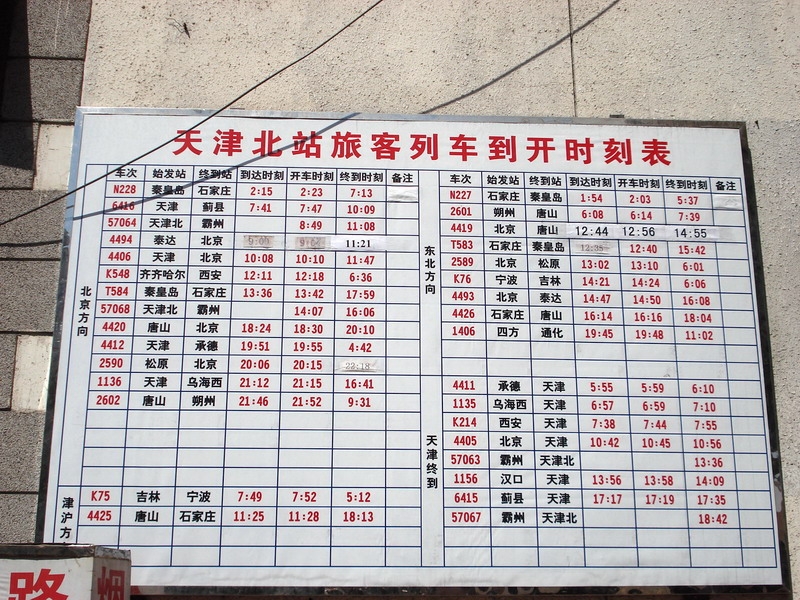 天津北站旅客列车到开时刻表
车次 始发站 终到站 到达时刻 开车时刻 终到时刻 备注
北京方向
N228 秦皇岛 石家庄 2:15 2:23 7:13
6416 天津 蓟县 7:41 7:47 10:09
57064 天津北 霸州 8:49 11:08
4494 泰达 北京 11:21
4406 天津 北京 10:08 10:10 11:47
K548 齐齐哈尔 西安 12:11 12:18 6:36
T584 秦皇岛 石家庄 13:36 13:42 17:59
57068 天津北 霸州 14:07 16:06
4420 唐山 北京 18:24 18:30 20:10
4412 天津 承德 19:51 19:55 4:42
2590 松原 北京 20:06 20:15
1136 天津 乌海西 21:12 21:15 16:41
2602 唐山 朔州 21:46 21:52 9:31
津沪方
K75 吉林 宁波 7:49 7:52 5:12
4425 唐山 石家庄 11:25 11:28 18:13
车次 始发站 终到站 到达时刻 开车时刻 终到时刻 备注
东北方向
N227 石家庄 秦皇岛 1:54 2:03 5:37
2601 朔州 唐山 6:08 6:14 7:39
4419 北京 唐山 12:44 12:56 14:55
T583 石家庄 秦皇岛 12:40 15:42
2589 北京 松原 13:02 13:10 6:01
K76 宁波 吉林 14:21 14:24 6:06
4493 北京 泰达 14:47 14:50 16:08
4426 石家庄 唐山 16:14 16:16 18:04
1406 四方 通化 19:45 19:48 11:02
天津终到
4411 承德 天津 5:55 5:59 6:10
1135 乌海西 天津 6:57 6:59 7:10
K214 西安 天津 7:38 7:44 7:55
4405 北京 天津 10:42 10:45 10:56
57063 霸州 天津北 13:36
1156 汉口 天津 13:56 13:58 14:09
6415 蓟县 天津 17:17 17:19 17:35
57067 霸州 天津北 18:42
路 烟